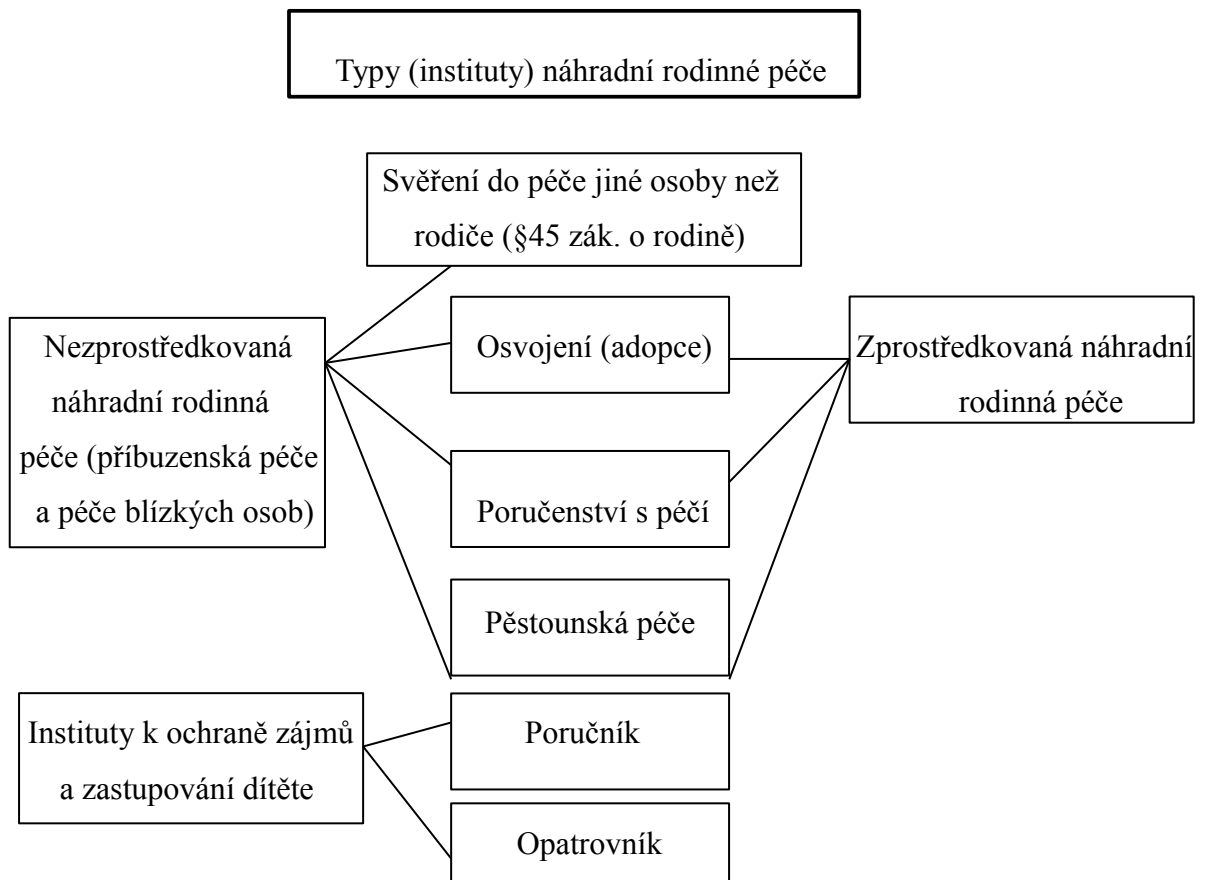 Typy (instituty) náhradní rodinné péče
Svěření do péče jiné osoby než
rodiče (§45 zák. o rodině)
Nezprostředkovaná
náhradní rodinná
péče (příbuzenská péče
a péče blízkých osob)
Osvojení (adopce)
Zprostředkovaná náhradní
rodinná péče
Poručenství s péčí
Pěstounská péče
Instituty k ochraně zájmů
a zastupování dítěte
Poručník
Opatrovník